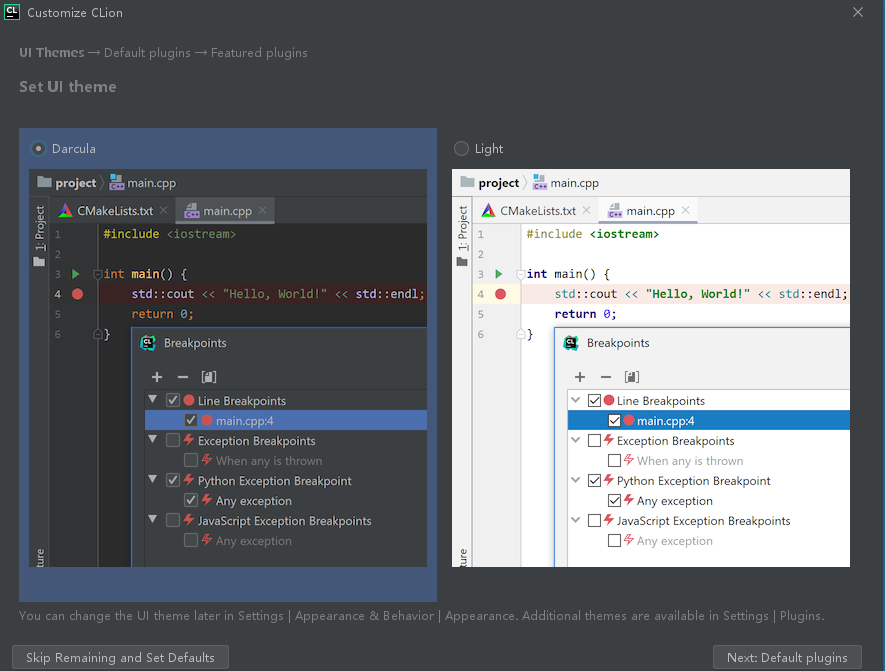 CL Customize CLion
UI Themes → Default plugins → Featured plugins
Set UI theme
Darcula
project main.cpp
CMakeLists.txt main.cpp
1: Project
1 #include <iostream>
2
3 int main() {
4 std::cout << "Hello, World!" << std::endl;
5 return 0;
6 }
CL Breakpoints
Line Breakpoints
main.cpp:4
Exception Breakpoints
When any is thrown
Python Exception Breakpoint
Any exception
JavaScript Exception Breakpoints
Any exception
ture
Light
project main.cpp
CMakeLists.txt main.cpp
1: Project
1 #include <iostream>
2
3 int main() {
4 std::cout << "Hello, World!" << std::endl;
5 return 0;
6 }
CL Breakpoints
Line Breakpoints
main.cpp:4
Exception Breakpoints
When any is thrown
Python Exception Breakpoint
Any exception
JavaScript Exception Breakpoints
Any exception
ture
You can change the UI theme later in Settings | Appearance & Behavior | Appearance. Additional themes are available in Settings | Plugins.
Skip Remaining and Set Defaults
Next: Default plugins